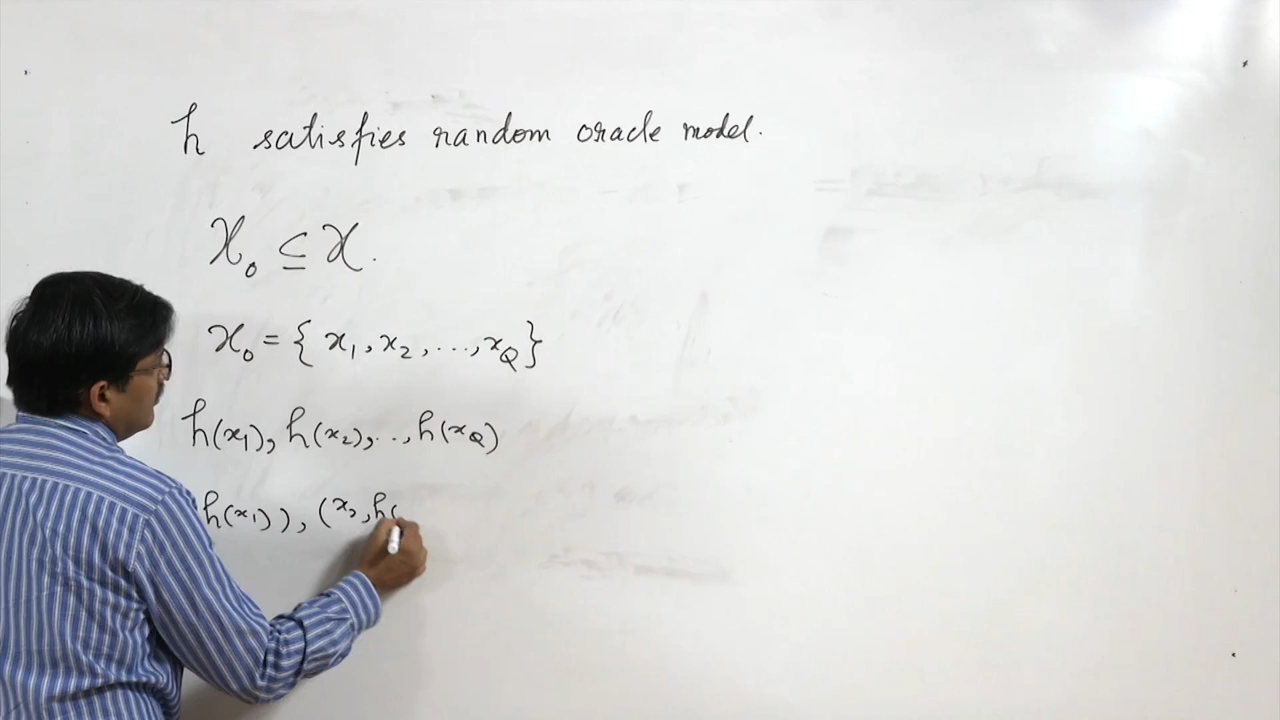 h satisfies random oracle model.
𝒳₀ ⊆ 𝒳.
𝒳₀ = { x₁, x₂, ..., x_Q }
h(x₁), h(x₂), .., h(x_Q)
h(x₁)), (x₂, h(